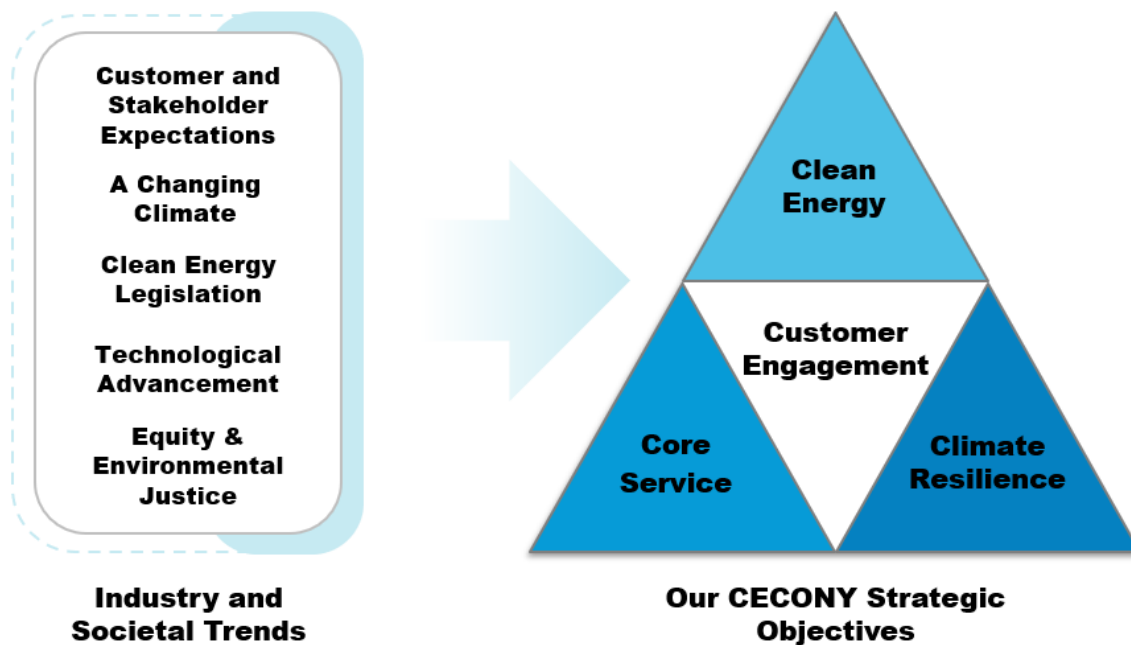 Customer and
Stakeholder
Expectations
A Changing
Climate
Clean Energy
Legislation
Technological
Advancement
Equity &
Environmental
Justice
Industry and
Societal Trends
Clean
Energy
Customer
Engagement
Core
Service
Climate
Resilience
Our CECONY Strategic
Objectives